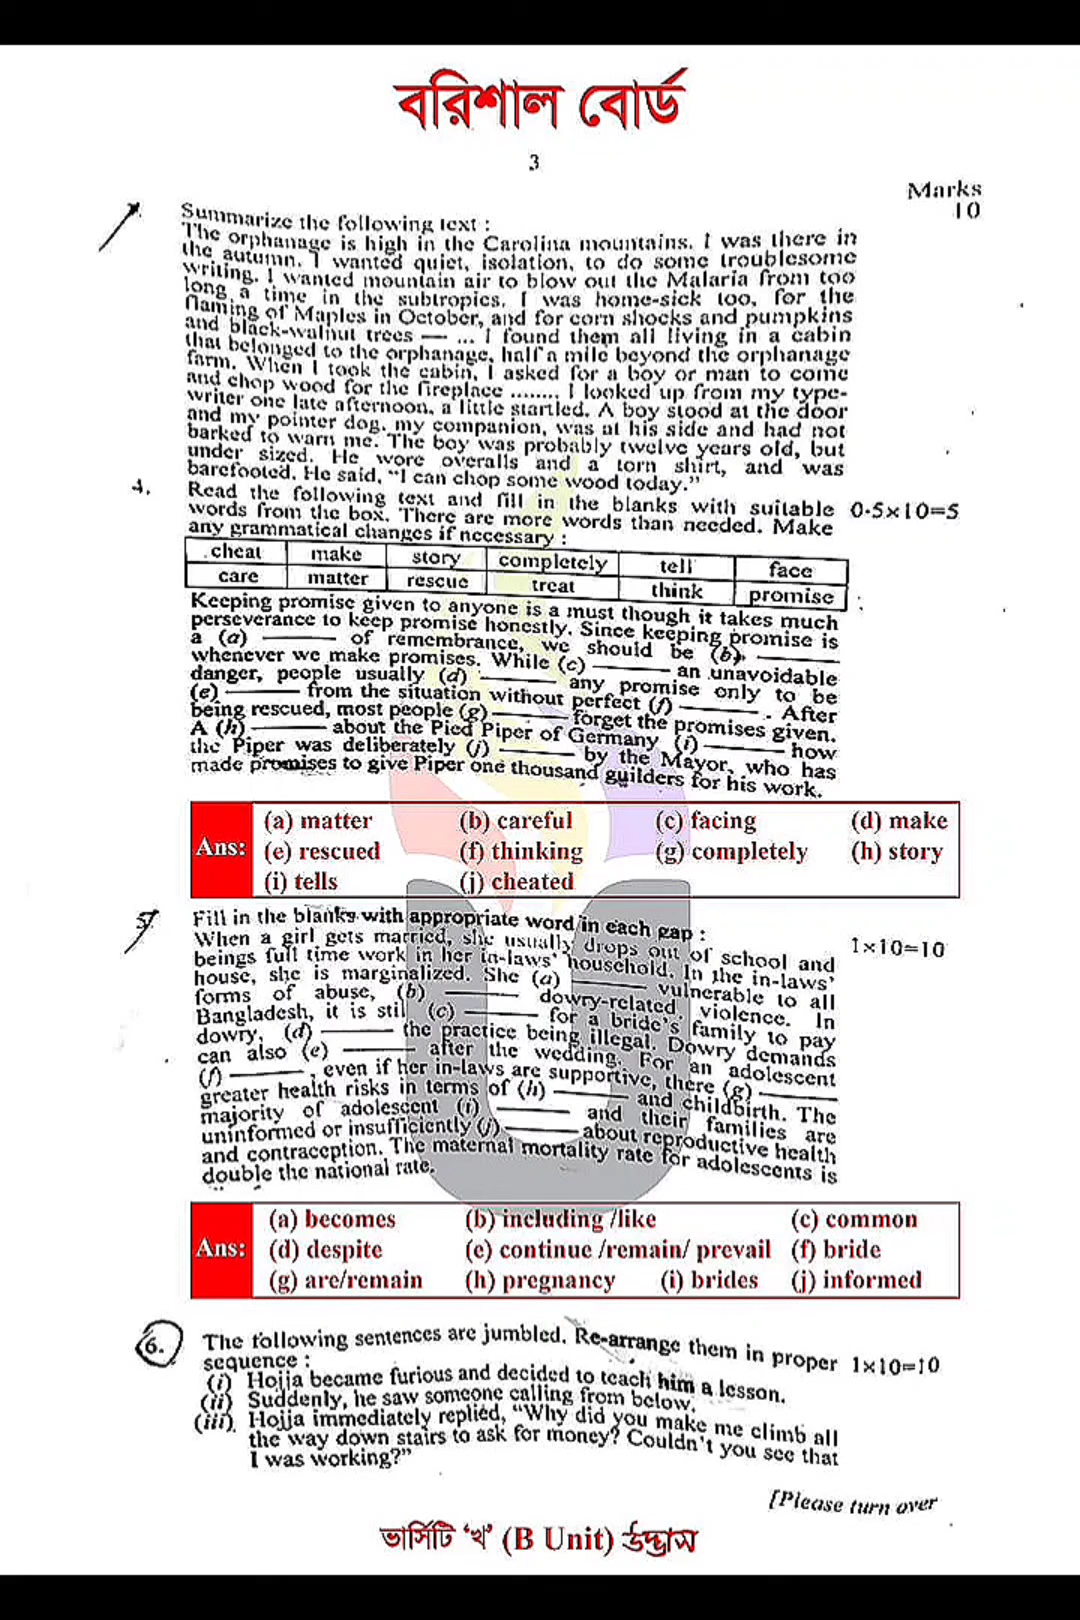 বরিশাল বোর্ড
3
Marks
Summarize the following text :
10
The orphanage is high in the Carolina mountains. I was there in
the autumn. I wanted quiet, isolation, to do some troublesome
writing. I wanted mountain air to blow out the Malaria from too
long a time in the subtropics. I was home-sick too, for the
flaming of Maples in October, and for corn shocks and pumpkins
and black-walnut trees — ... I found them all living in a cabin
that belonged to the orphanage, half a mile beyond the orphanage
farm. When I took the cabin, I asked for a boy or man to come
and chop wood for the fireplace ........ I looked up from my type-
writer one late afternoon, a little startled. A boy stood at the door
and my pointer dog, my companion, was at his side and had not
barked to warn me. The boy was probably twelve years old, but
under sized. He wore overalls and a torn shirt, and was
barefooted. He said, “I can chop some wood today.”
4. Read the following text and fill in the blanks with suitable 0·5×10=5
words from the box. There are more words than needed. Make
any grammatical changes if necessary :
cheat make story completely tell face
care matter rescue treat think promise
Keeping promise given to anyone is a must though it takes much
perseverance to keep promise honestly. Since keeping promise is
a (a) ——— of remembrance, we should be (b) ———
whenever we make promises. While (c) ——— an unavoidable
danger, people usually (d) ——— any promise only to be
(e) ——— from the situation without perfect (f) ———. After
being rescued, most people (g) ——— forget the promises given.
A (h) ——— about the Pied Piper of Germany (i) ——— how
the Piper was deliberately (j) ——— by the Mayor, who has
made promises to give Piper one thousand guilders for his work.
Ans:
(a) matter (b) careful (c) facing (d) make
(e) rescued (f) thinking (g) completely (h) story
(i) tells (j) cheated
5. Fill in the blanks with appropriate word in each gap : 1×10=10
When a girl gets married, she usually drops out of school and
beings full time work in her in-laws’ household. In the in-laws’
house, she is marginalized. She (a) ——— vulnerable to all
forms of abuse, (b) ——— dowry-related violence. In
Bangladesh, it is still (c) ——— for a bride’s family to pay
dowry, (d) ——— the practice being illegal. Dowry demands
can also (e) ——— after the wedding. For an adolescent
(f) ———, even if her in-laws are supportive, there (g) ———
greater health risks in terms of (h) ——— and childbirth. The
majority of adolescent (i) ——— and their families are
uninformed or insufficiently (j) ——— about reproductive health
and contraception. The maternal mortality rate for adolescents is
double the national rate.
Ans:
(a) becomes (b) including /like (c) common
(d) despite (e) continue /remain/ prevail (f) bride
(g) are/remain (h) pregnancy (i) brides (j) informed
6. The following sentences are jumbled. Re-arrange them in proper 1×10=10
sequence :
(i) Hojja became furious and decided to teach him a lesson.
(ii) Suddenly, he saw someone calling from below.
(iii) Hojja immediately replied, “Why did you make me climb all
the way down stairs to ask for money? Couldn’t you see that
I was working?”
[Please turn over
ভার্সিটি ‘খ’ (B Unit) উদ্ভাস